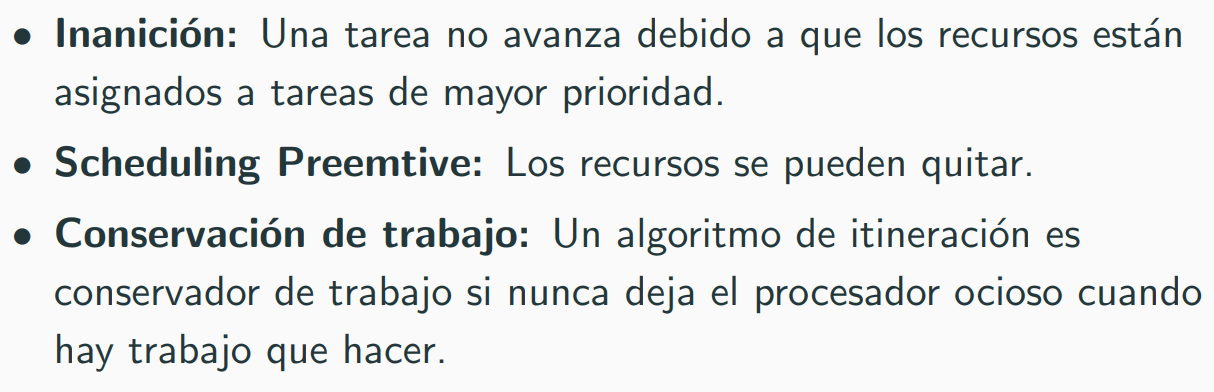 • Inanición: Una tarea no avanza debido a que los recursos están
asignados a tareas de mayor prioridad.
• Scheduling Preemtive: Los recursos se pueden quitar.
• Conservación de trabajo: Un algoritmo de itineración es
conservador de trabajo si nunca deja el procesador ocioso cuando
hay trabajo que hacer.